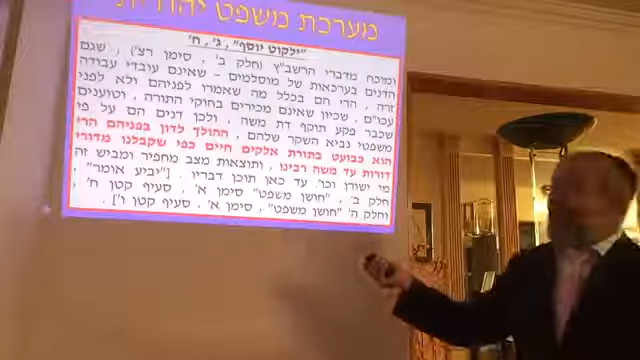 מערכת משפט יהודית
"ילקוט יוסף", ג', ח'
ומוכח מדברי הרשב"ץ (חלק ב', סימן רצ'), שגם
הדנים בערכאות של מוסלמים - שאינם עובדי עבודה
זרה, הרי הם בכלל מה שאמרו לפניהם ולא לפני
עכו"ם, שכיון שאינם מכירים בחוקי התורה, וטוענים
שכבר פקע תוקף דת משה, ולכן דנים הם על פי
משפטי נביא השקר שלהם, ההולך לדון בפניהם הרי
הוא כבועט בתורת אלקים חיים כפי שקבלנו מדורי
דורות עד משה רבינו, ותוצאות מצב מחפיר ומביש זה
מי ישורן וכו'. עד כאן תוכן דבריו. ["יביע אומר"
חלק ב', "חושן משפט" סימן א', סעיף קטן ח'
וחלק ה' "חושן משפט", סימן א', סעיף קטן ו'].